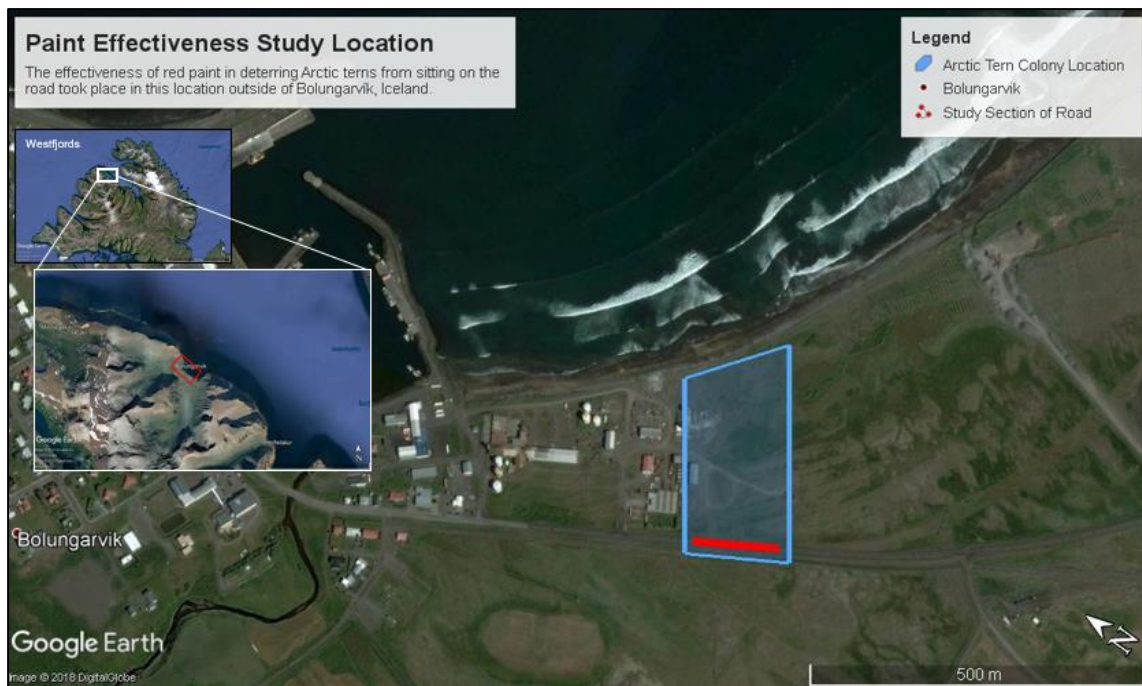 Paint Effectiveness Study Location
The effectiveness of red paint in deterring Arctic terns from sitting on the
road took place in this location outside of Bolungarvík, Iceland.
Legend
Arctic Tern Colony Location
Bolungarvik
Study Section of Road
Westfjords
Google Earth
Google Earth
N
Bolungarvik
Google Earth
Image © 2018 DigitalGlobe
N
500 m